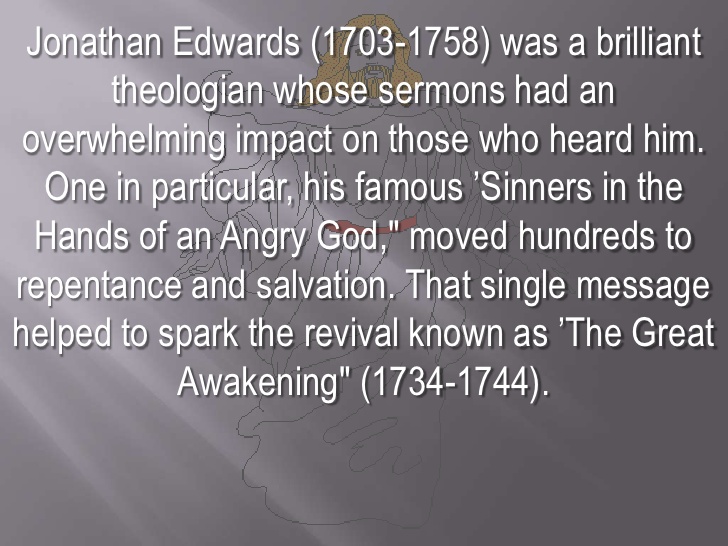 Jonathan Edwards (1703-1758) was a brilliant
theologian whose sermons had an
overwhelming impact on those who heard him.
One in particular, his famous ’Sinners in the
Hands of an Angry God," moved hundreds to
repentance and salvation. That single message
helped to spark the revival known as ’The Great
Awakening" (1734-1744).